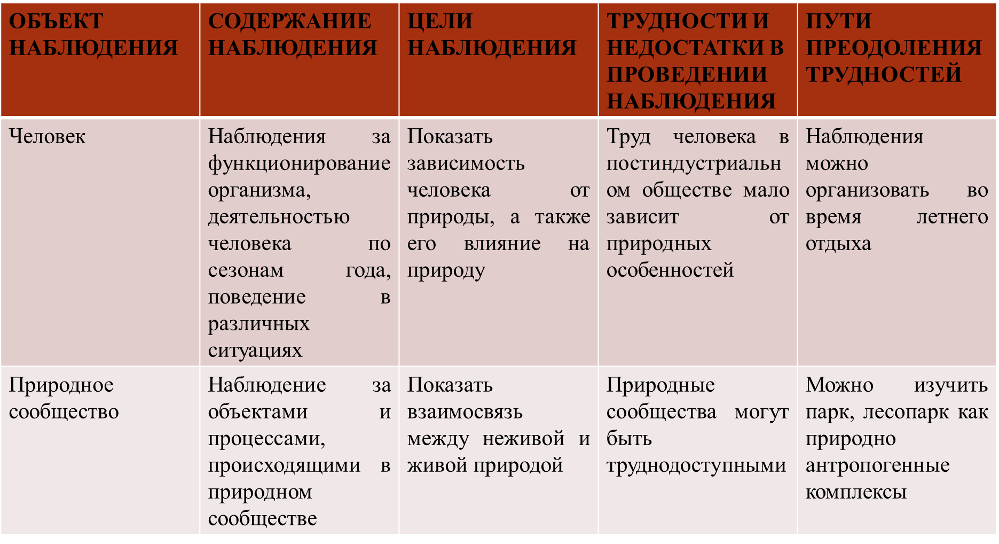 ОБЪЕКТ
НАБЛЮДЕНИЯ
СОДЕРЖАНИЕ
НАБЛЮДЕНИЯ
ЦЕЛИ
НАБЛЮДЕНИЯ
ТРУДНОСТИ И
НЕДОСТАТКИ В
ПРОВЕДЕНИИ
НАБЛЮДЕНИЯ
ПУТИ
ПРЕОДОЛЕНИЯ
ТРУДНОСТЕЙ
Человек
Наблюдения за
функционирование
организма,
деятельностью
человека по
сезонам года,
поведение в
различных
ситуациях
Показать
зависимость
человека от
природы, а также
его влияние на
природу
Труд человека в
постиндустриальн
ом обществе мало
зависит от
природных
особенностей
Наблюдения
можно
организовать во
время летнего
отдыха
Природное
сообщество
Наблюдение за
объектами и
процессами,
происходящими в
природном
сообществе
Показать
взаимосвязь
между неживой и
живой природой
Природные
сообщества могут
быть
труднодоступными
Можно изучить
парк, лесопарк как
природно
антропогенные
комплексы